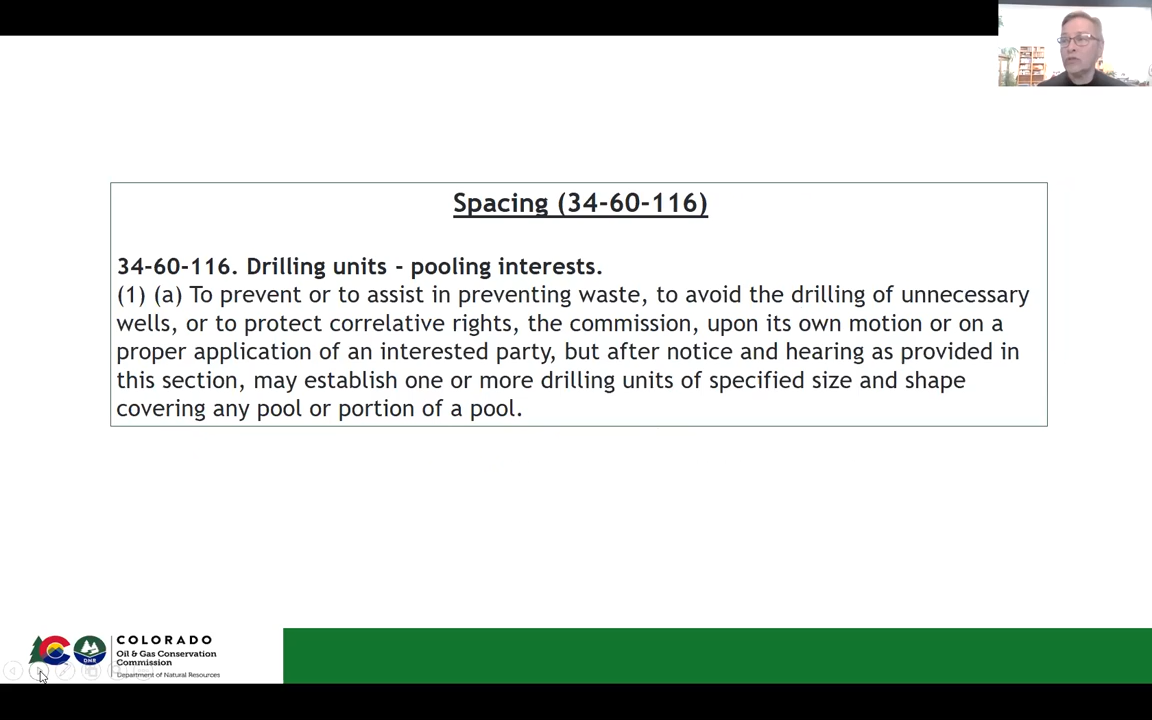 Spacing (34-60-116)
34-60-116. Drilling units - pooling interests.
(1) (a) To prevent or to assist in preventing waste, to avoid the drilling of unnecessary
wells, or to protect correlative rights, the commission, upon its own motion or on a
proper application of an interested party, but after notice and hearing as provided in
this section, may establish one or more drilling units of specified size and shape
covering any pool or portion of a pool.
COLORADO
Oil & Gas Conservation
Commission
Department of Natural Resources
DNR